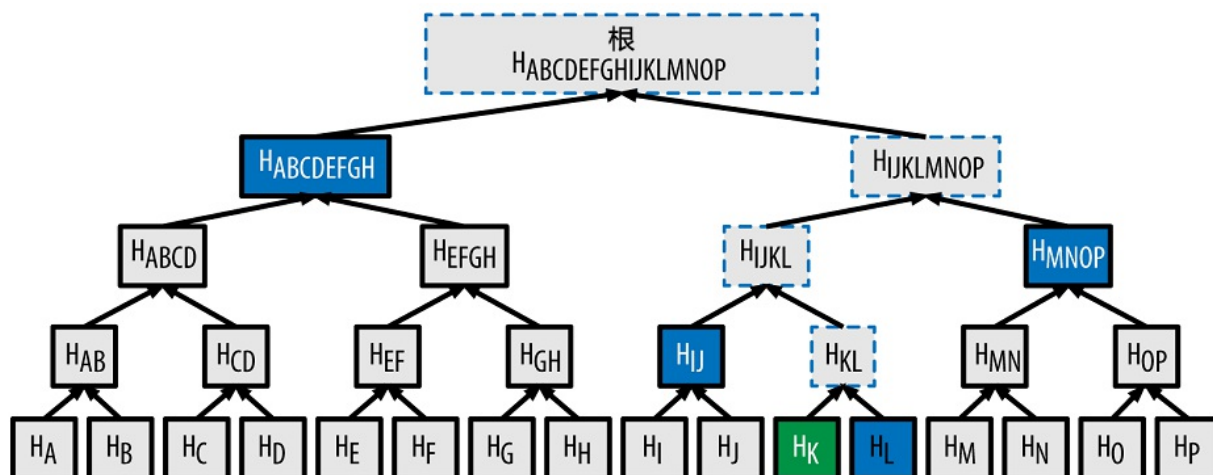 根
HABCDEFGHIJKLMNOP
HABCDEFGH HIJKLMNOP
HABCD HEFGH HIJKL HMNOP
HAB HCD HEF HGH HIJ HKL HMN HOP
HA HB HC HD HE HF HG HH HI HJ HK HL HM HN HO HP